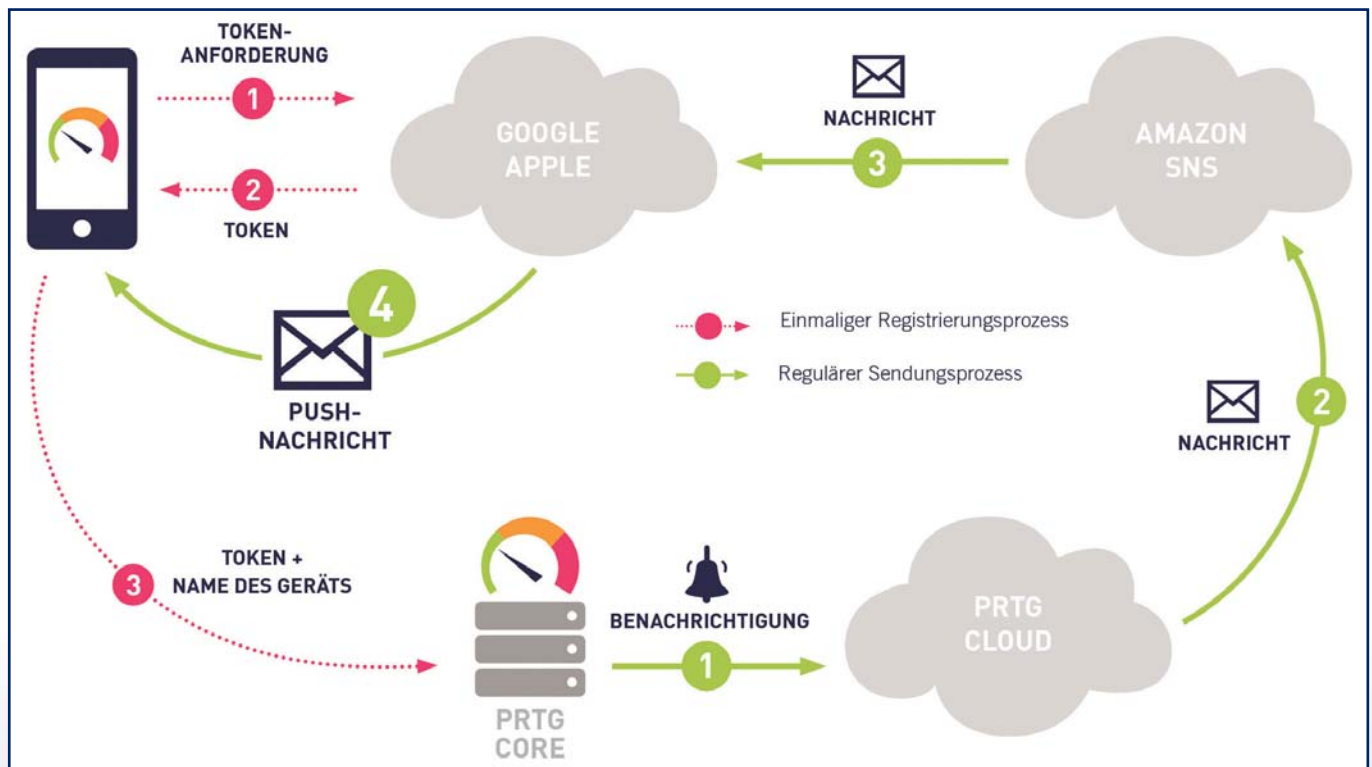 TOKEN-
ANFORDERUNG
1
2
TOKEN
GOOGLE
APPLE
NACHRICHT
3
AMAZON
SNS
4
PUSH-
NACHRICHT
Einmaliger Registrierungsprozess
Regulärer Sendungsprozess
2
NACHRICHT
3
TOKEN +
NAME DES GERÄTS
PRTG
CORE
BENACHRICHTIGUNG
1
PRTG
CLOUD